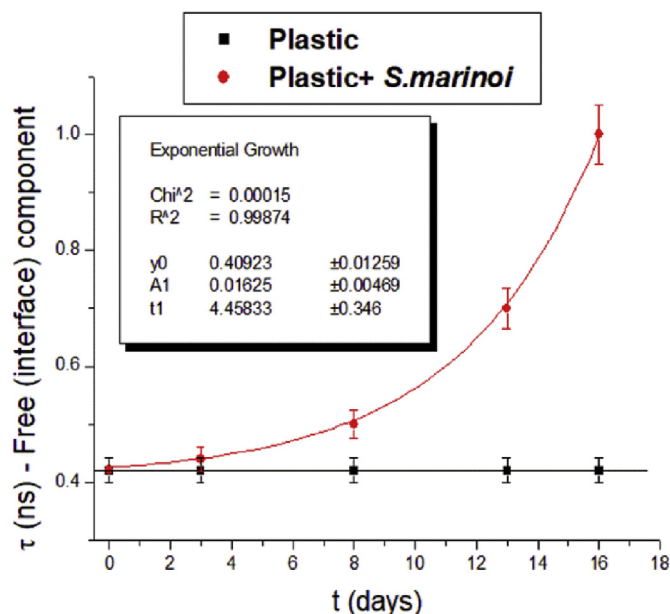 Plastic
Plastic+ S.marinoi
Exponential Growth
Chi^2 = 0.00015
R^2 = 0.99874
y0 0.40923 ±0.01259
A1 0.01625 ±0.00469
t1 4.45833 ±0.346
τ (ns) - Free (interface) component
1.0
0.8
0.6
0.4
0 2 4 6 8 10 12 14 16 18
t (days)